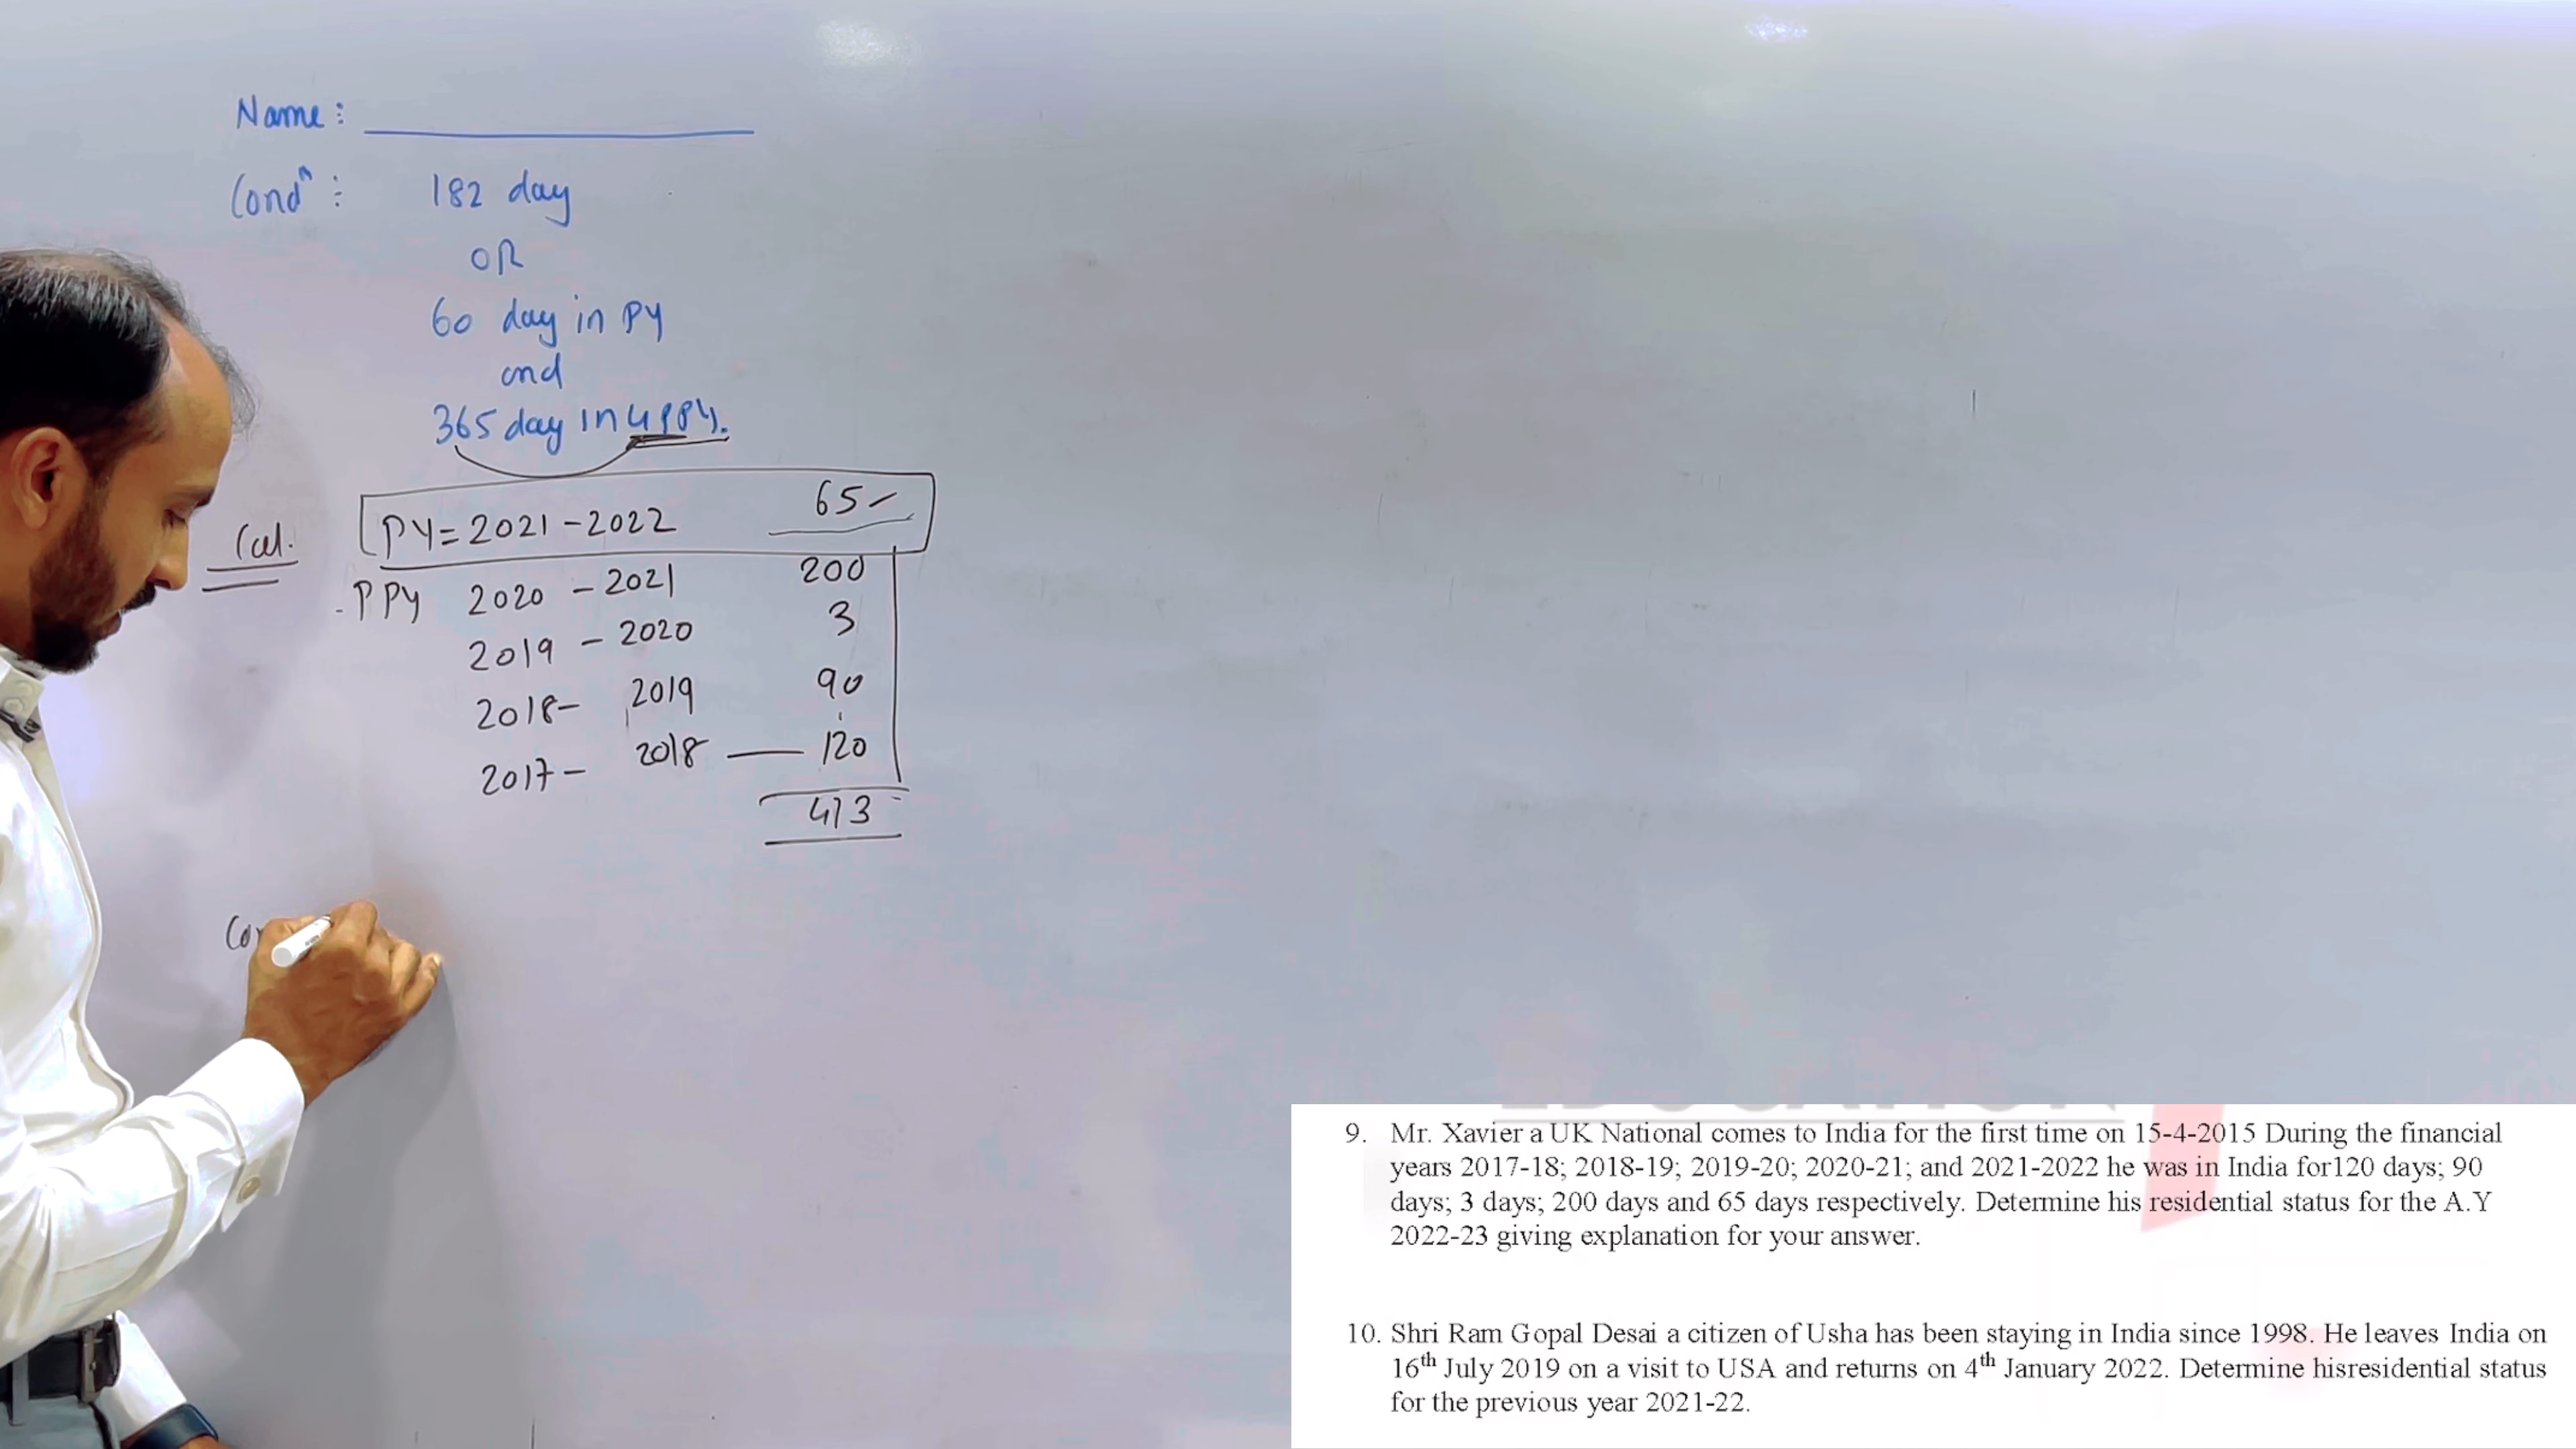 Name :
Condⁿ : 182 day
OR
60 day in PY
and
365 day in 4 PPY.
Cal. PY = 2021 - 2022 65
PPY 2020 - 2021 200
2019 - 2020 3
2018 - 2019 90
2017 - 2018 — 120
413
Co
9. Mr. Xavier a UK National comes to India for the first time on 15-4-2015 During the financial
years 2017-18; 2018-19; 2019-20; 2020-21; and 2021-2022 he was in India for120 days; 90
days; 3 days; 200 days and 65 days respectively. Determine his residential status for the A.Y
2022-23 giving explanation for your answer.
10. Shri Ram Gopal Desai a citizen of Usha has been staying in India since 1998. He leaves India on
16th July 2019 on a visit to USA and returns on 4th January 2022. Determine hisresidential status
for the previous year 2021-22.